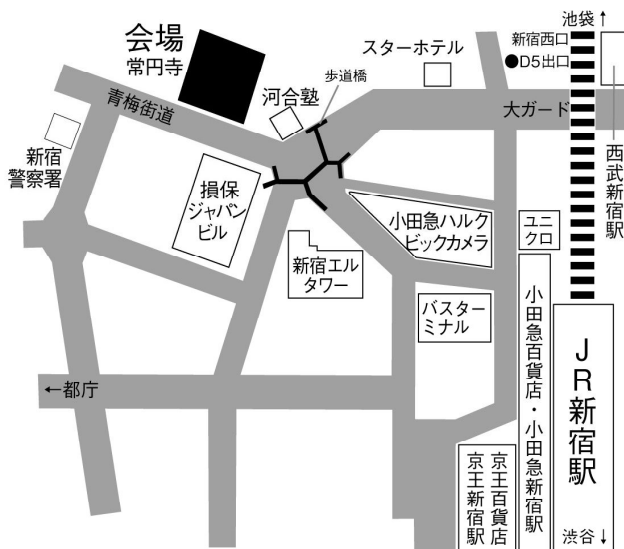 池袋↑
会場
常円寺
スターホテル
新宿西口
●D5出口
歩道橋
河合塾
青梅街道
大ガード
新宿
警察署
西武新宿駅
損保
ジャパン
ビル
小田急ハルク
ビックカメラ
ユニ
クロ
新宿エル
タワー
バスター
ミナル
小田急百貨店・小田急新宿駅
JR新宿駅
←都庁
京王百貨店
京王新宿駅
渋谷↓